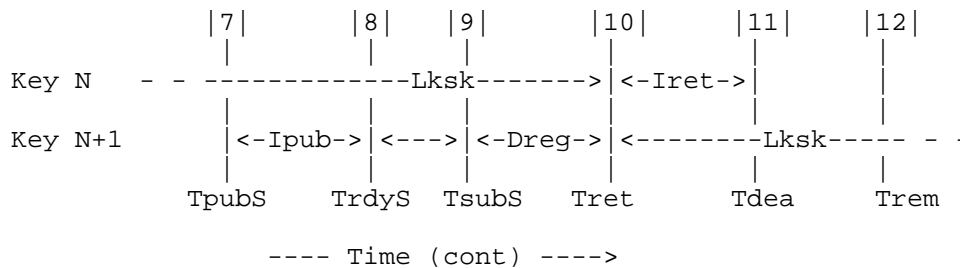 |7| |8| |9| |10| |11| |12|
| | | | | |
Key N - - -------------Lksk------->|<-Iret->| |
| | | | | |
Key N+1 |<-Ipub->|<--->|<-Dreg->|<--------Lksk----- - -
| | | | | |
TpubS TrdyS TsubS Tret Tdea Trem
---- Time (cont) ---->